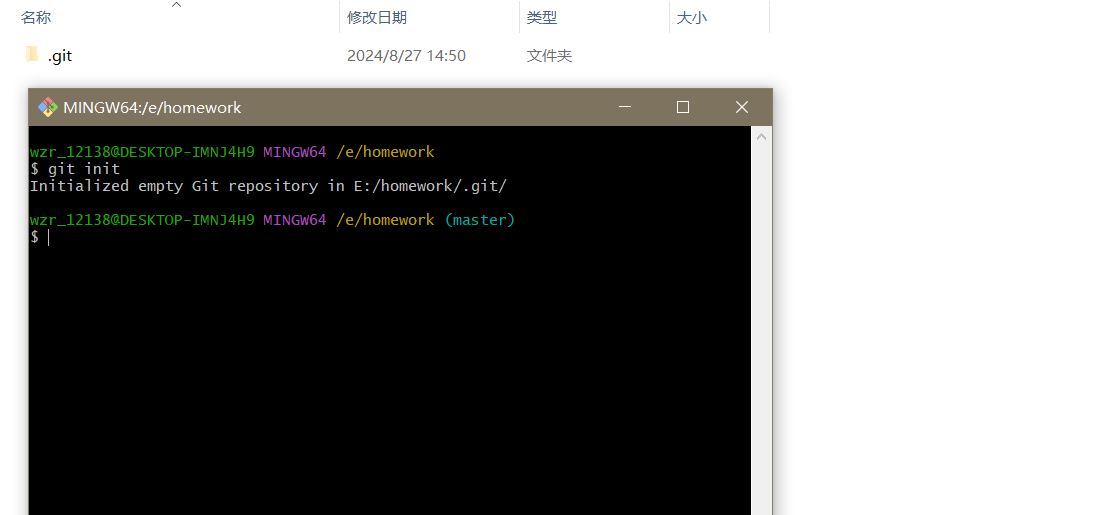 名称 修改日期 类型 大小
.git 2024/8/27 14:50 文件夹
MINGW64:/e/homework
wzr_12138@DESKTOP-IMNJ4H9 MINGW64 /e/homework
$ git init
Initialized empty Git repository in E:/homework/.git/
wzr_12138@DESKTOP-IMNJ4H9 MINGW64 /e/homework (master)
$